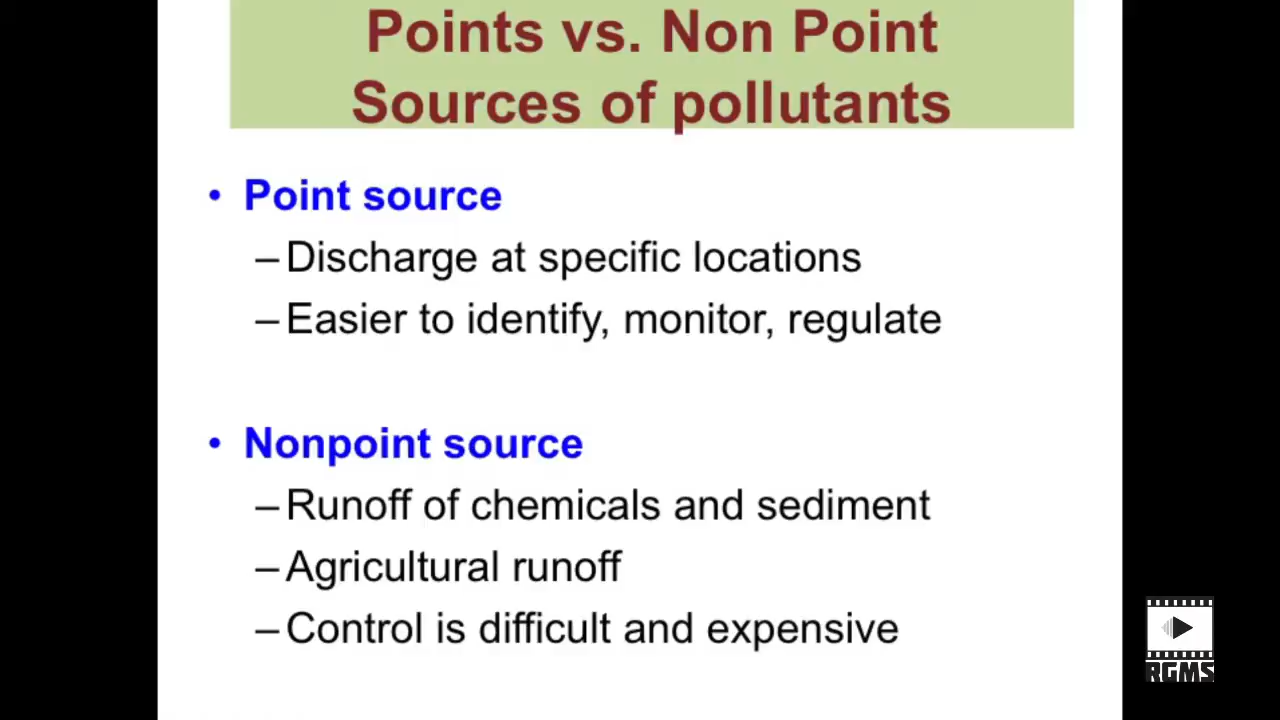 Points vs. Non Point
Sources of pollutants
• Point source
–Discharge at specific locations
–Easier to identify, monitor, regulate
• Nonpoint source
–Runoff of chemicals and sediment
–Agricultural runoff
–Control is difficult and expensive
RGMS